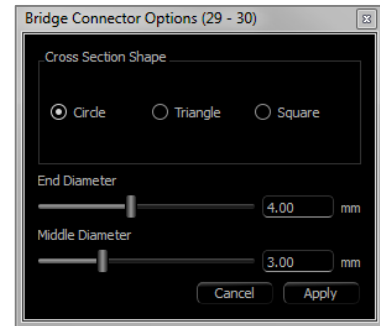 Bridge Connector Options (29 - 30)
Cross Section Shape
Circle Triangle Square
End Diameter
4.00 mm
Middle Diameter
3.00 mm
Cancel Apply